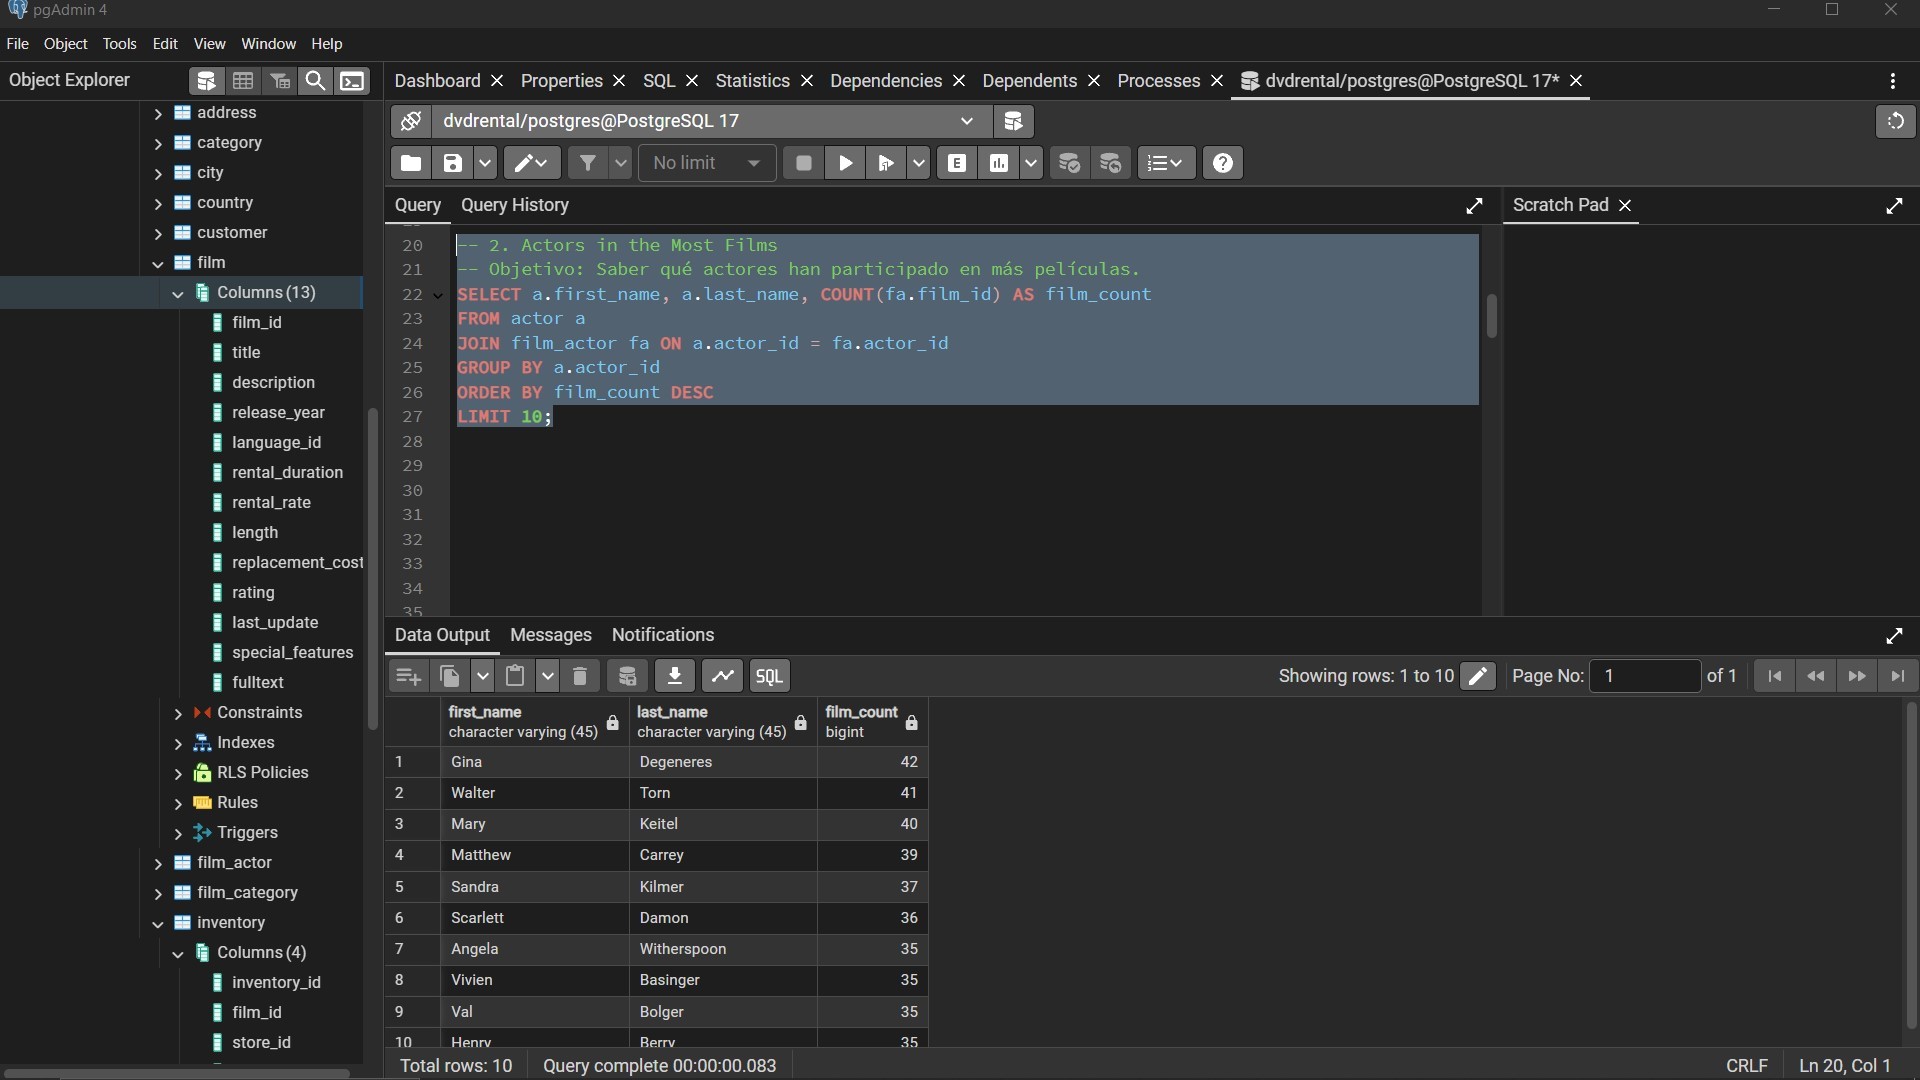 pgAdmin 4
File Object Tools Edit View Window Help
Object Explorer
address
category
city
country
customer
film
Columns (13)
film_id
title
description
release_year
language_id
rental_duration
rental_rate
length
replacement_cost
rating
last_update
special_features
fulltext
Constraints
Indexes
RLS Policies
Rules
Triggers
film_actor
film_category
inventory
Columns (4)
inventory_id
film_id
store_id
Dashboard Properties SQL Statistics Dependencies Dependents Processes dvdrental/postgres@PostgreSQL 17*
dvdrental/postgres@PostgreSQL 17
No limit
E
Query Query History
Scratch Pad
20 -- 2. Actors in the Most Films
21 -- Objetivo: Saber qué actores han participado en más películas.
22 SELECT a.first_name, a.last_name, COUNT(fa.film_id) AS film_count
23 FROM actor a
24 JOIN film_actor fa ON a.actor_id = fa.actor_id
25 GROUP BY a.actor_id
26 ORDER BY film_count DESC
27 LIMIT 10;
28
29
30
31
32
33
34
35
Data Output Messages Notifications
SQL
Showing rows: 1 to 10 Page No: 1 of 1
first_name last_name film_count
character varying (45) character varying (45) bigint
1 Gina Degeneres 42
2 Walter Torn 41
3 Mary Keitel 40
4 Matthew Carrey 39
5 Sandra Kilmer 37
6 Scarlett Damon 36
7 Angela Witherspoon 35
8 Vivien Basinger 35
9 Val Bolger 35
10 Henry Berry 35
Total rows: 10 Query complete 00:00:00.083 CRLF Ln 20, Col 1